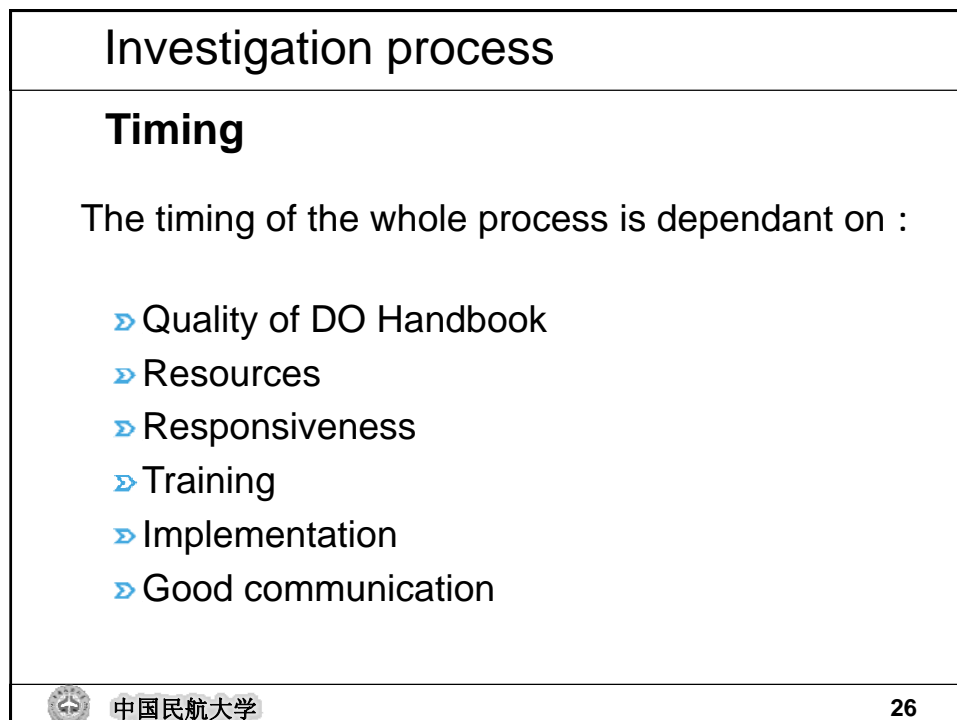 Investigation process
Timing
The timing of the whole process is dependant on :
Quality of DO Handbook
Resources
Responsiveness
Training
Implementation
Good communication
中国民航大学
26